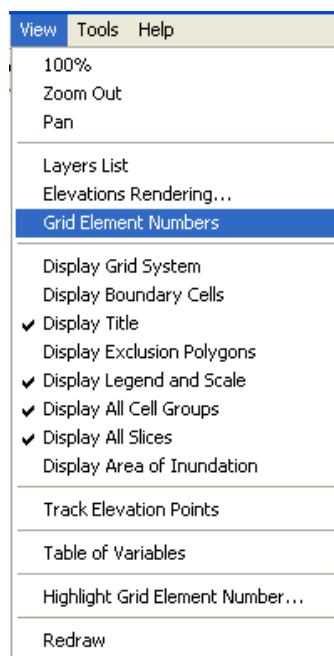 View Tools Help
100%
Zoom Out
Pan
Layers List
Elevations Rendering...
Grid Element Numbers
Display Grid System
Display Boundary Cells
Display Title
Display Exclusion Polygons
Display Legend and Scale
Display All Cell Groups
Display All Slices
Display Area of Inundation
Track Elevation Points
Table of Variables
Highlight Grid Element Number...
Redraw